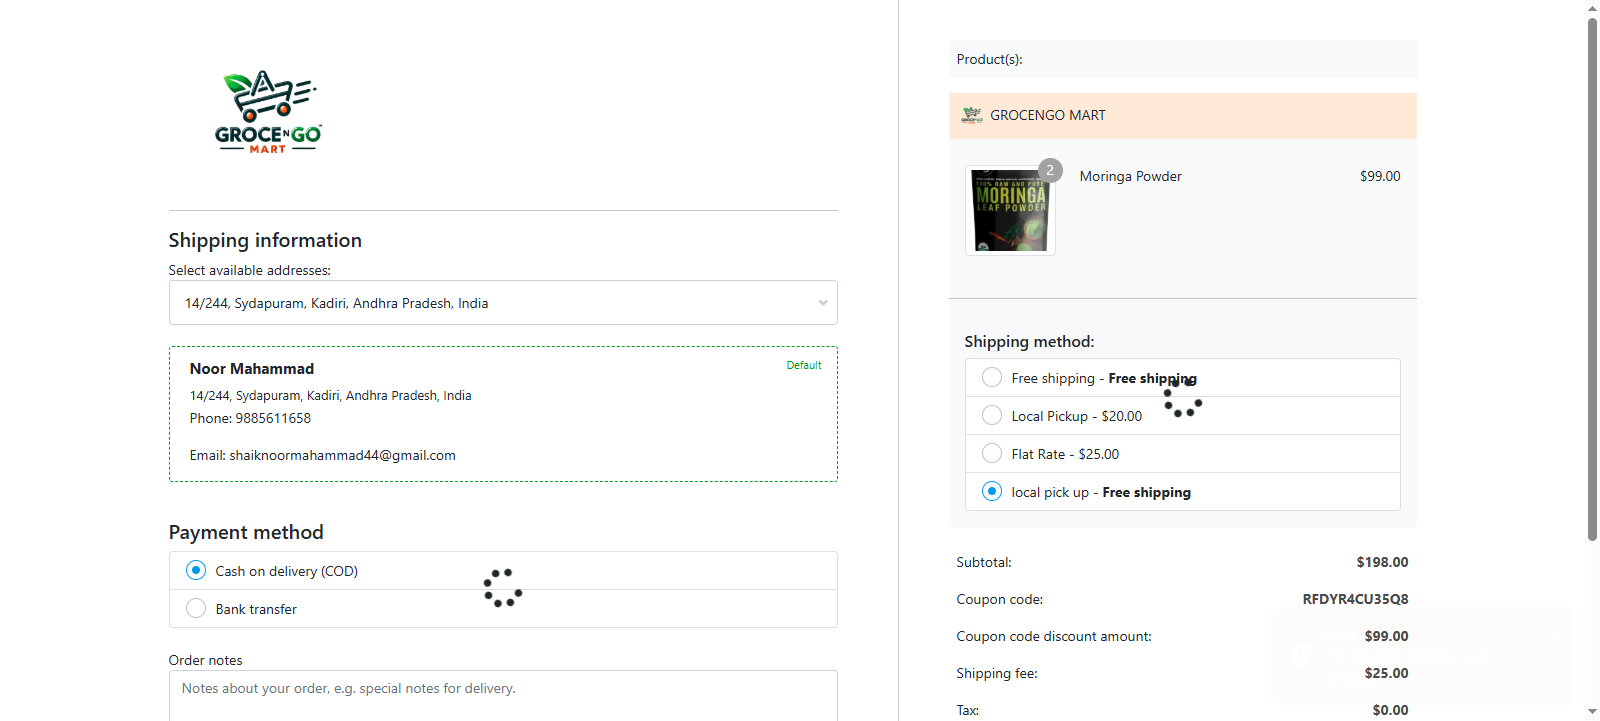 GROCENGO
MART
Shipping information
Select available addresses:
14/244, Sydapuram, Kadiri, Andhra Pradesh, India
Noor Mahammad
Default
14/244, Sydapuram, Kadiri, Andhra Pradesh, India
Phone: 9885611658
Email: shaiknoormahammad44@gmail.com
Payment method
Cash on delivery (COD)
Bank transfer
Order notes
Notes about your order, e.g. special notes for delivery.
Product(s):
GROCENGO MART
2
Moringa Powder
$99.00
100% RAW AND PURE
MORINGA
LEAF POWDER
Shipping method:
Free shipping - Free shipping
Local Pickup - $20.00
Flat Rate - $25.00
local pick up - Free shipping
Subtotal: $198.00
Coupon code: RFDYR4CU35Q8
Coupon code discount amount: $99.00
Shipping fee: $25.00
Tax: $0.00